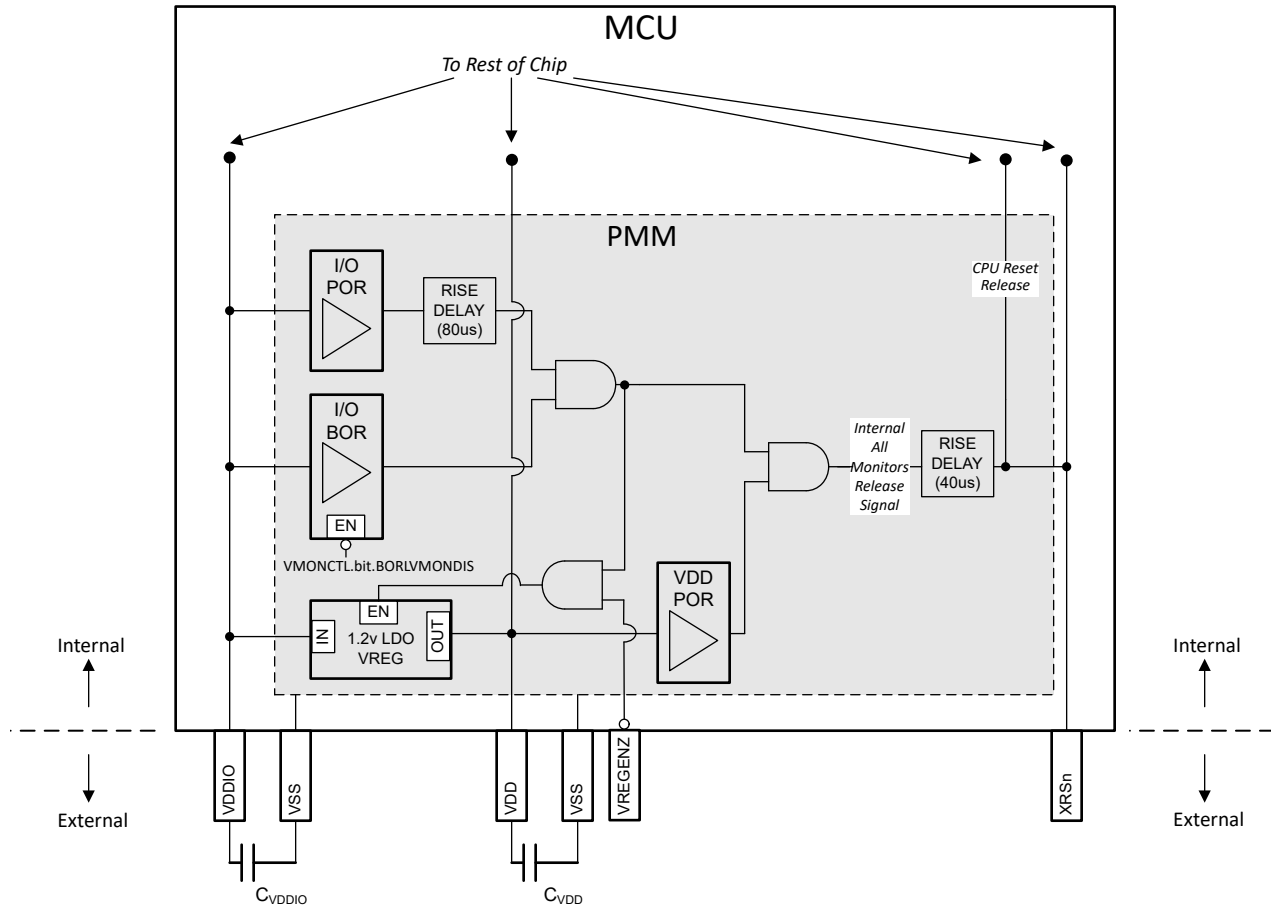 MCU
To Rest of Chip
PMM
I/O
POR
RISE
DELAY
(80us)
CPU Reset
Release
I/O
BOR
EN
VMONCTL.bit.BORLVMONDIS
Internal
All
Monitors
Release
Signal
RISE
DELAY
(40us)
EN
IN
1.2v LDO
VREG
OUT
VDD
POR
Internal
External
Internal
External
VDDIO
VSS
VDD
VSS
VREGENZ
XRSn
CVDDIO
CVDD